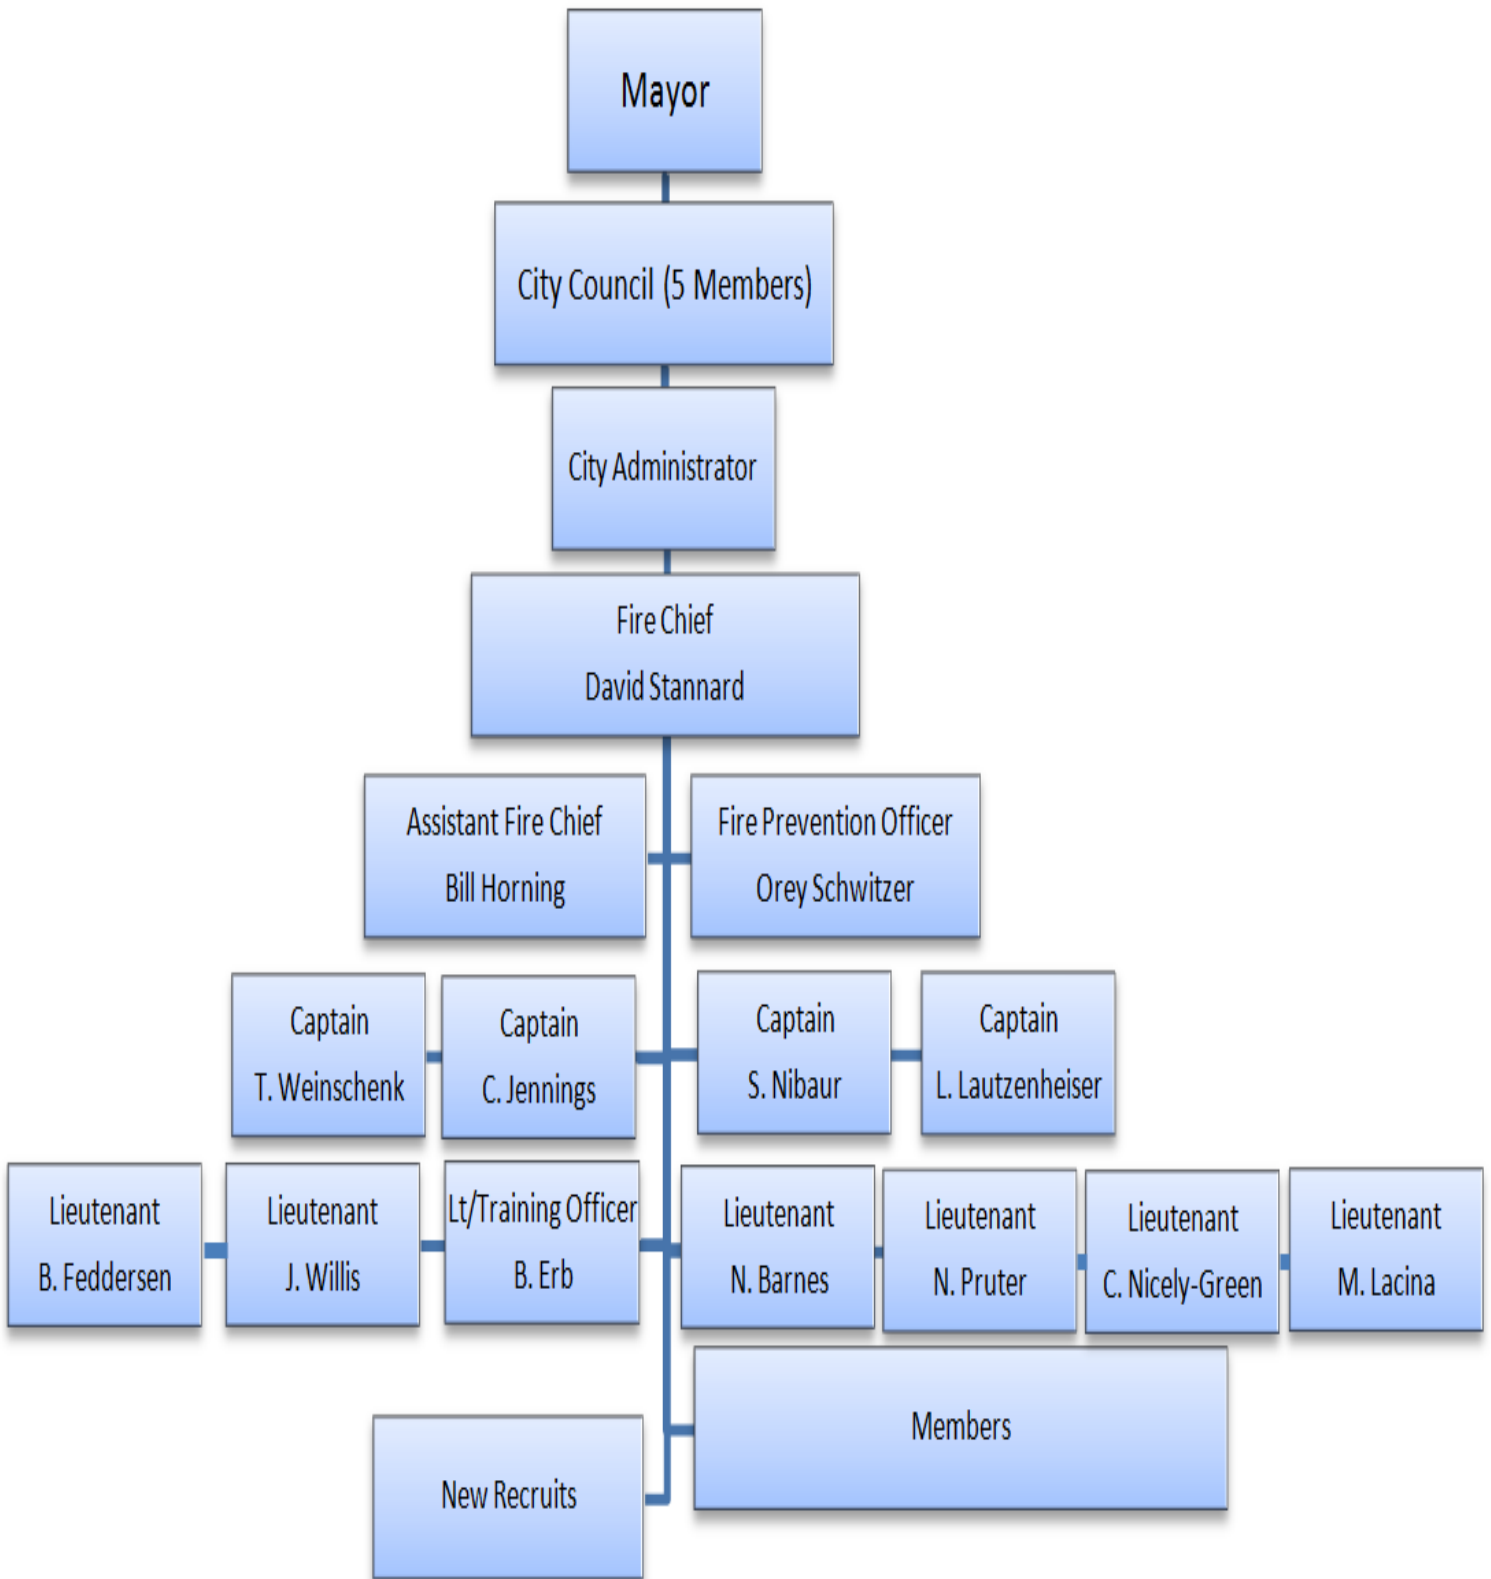 Mayor
City Council (5 Members)
City Administrator
Fire Chief
David Stannard
Assistant Fire Chief
Bill Horning
Fire Prevention Officer
Orey Schwitzer
Captain
T. Weinschenk
Captain
C. Jennings
Captain
S. Nibaur
Captain
L. Lautzenheiser
Lieutenant
B. Feddersen
Lieutenant
J. Willis
Lt/Training Officer
B. Erb
Lieutenant
N. Barnes
Lieutenant
N. Pruter
Lieutenant
C. Nicely-Green
Lieutenant
M. Lacina
Members
New Recruits